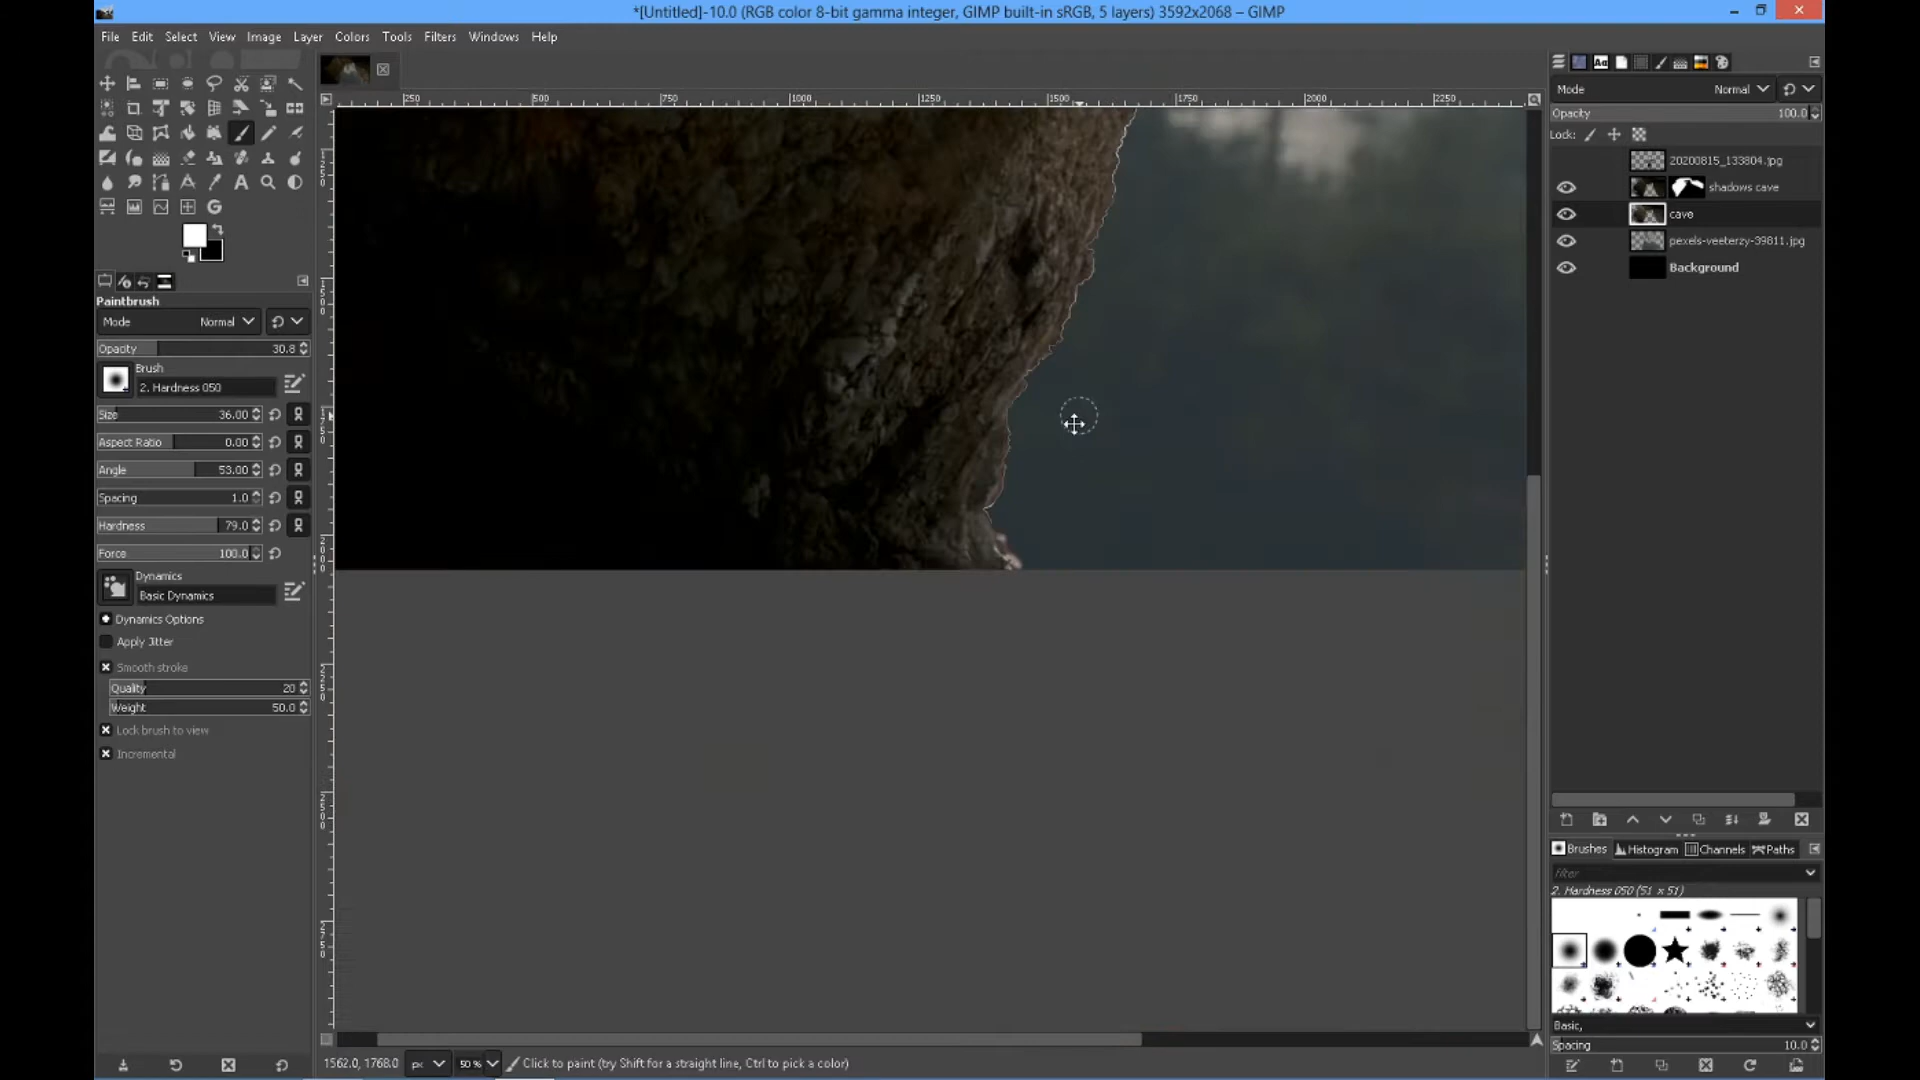 *[Untitled]-10.0 (RGB color 8-bit gamma integer, GIMP built-in sRGB, 5 layers) 3592x2068 – GIMP
File Edit Select View Image Layer Colors Tools Filters Windows Help
250 500 750 1000 1250 1500 1750 2000 2250
Mode Normal
Opacity 100.0
Lock:
20200815_133804.jpg
shadows cave
cave
pexels-veeterzy-39811.jpg
Background
Paintbrush
Mode Normal
Opacity 30.8
Brush
2. Hardness 050
Size 36.00
Aspect Ratio 0.00
Angle 53.00
Spacing 1.0
Hardness 79.0
Force 100.0
Dynamics
Basic Dynamics
Dynamics Options
Apply Jitter
Smooth stroke
Quality 20
Weight 50.0
Lock brush to view
Incremental
Brushes Histogram Channels Paths
filter
2. Hardness 050 (51 x 51)
Basic,
Spacing 10.0
1562.0, 1768.0 px 50 % Click to paint (try Shift for a straight line, Ctrl to pick a color)